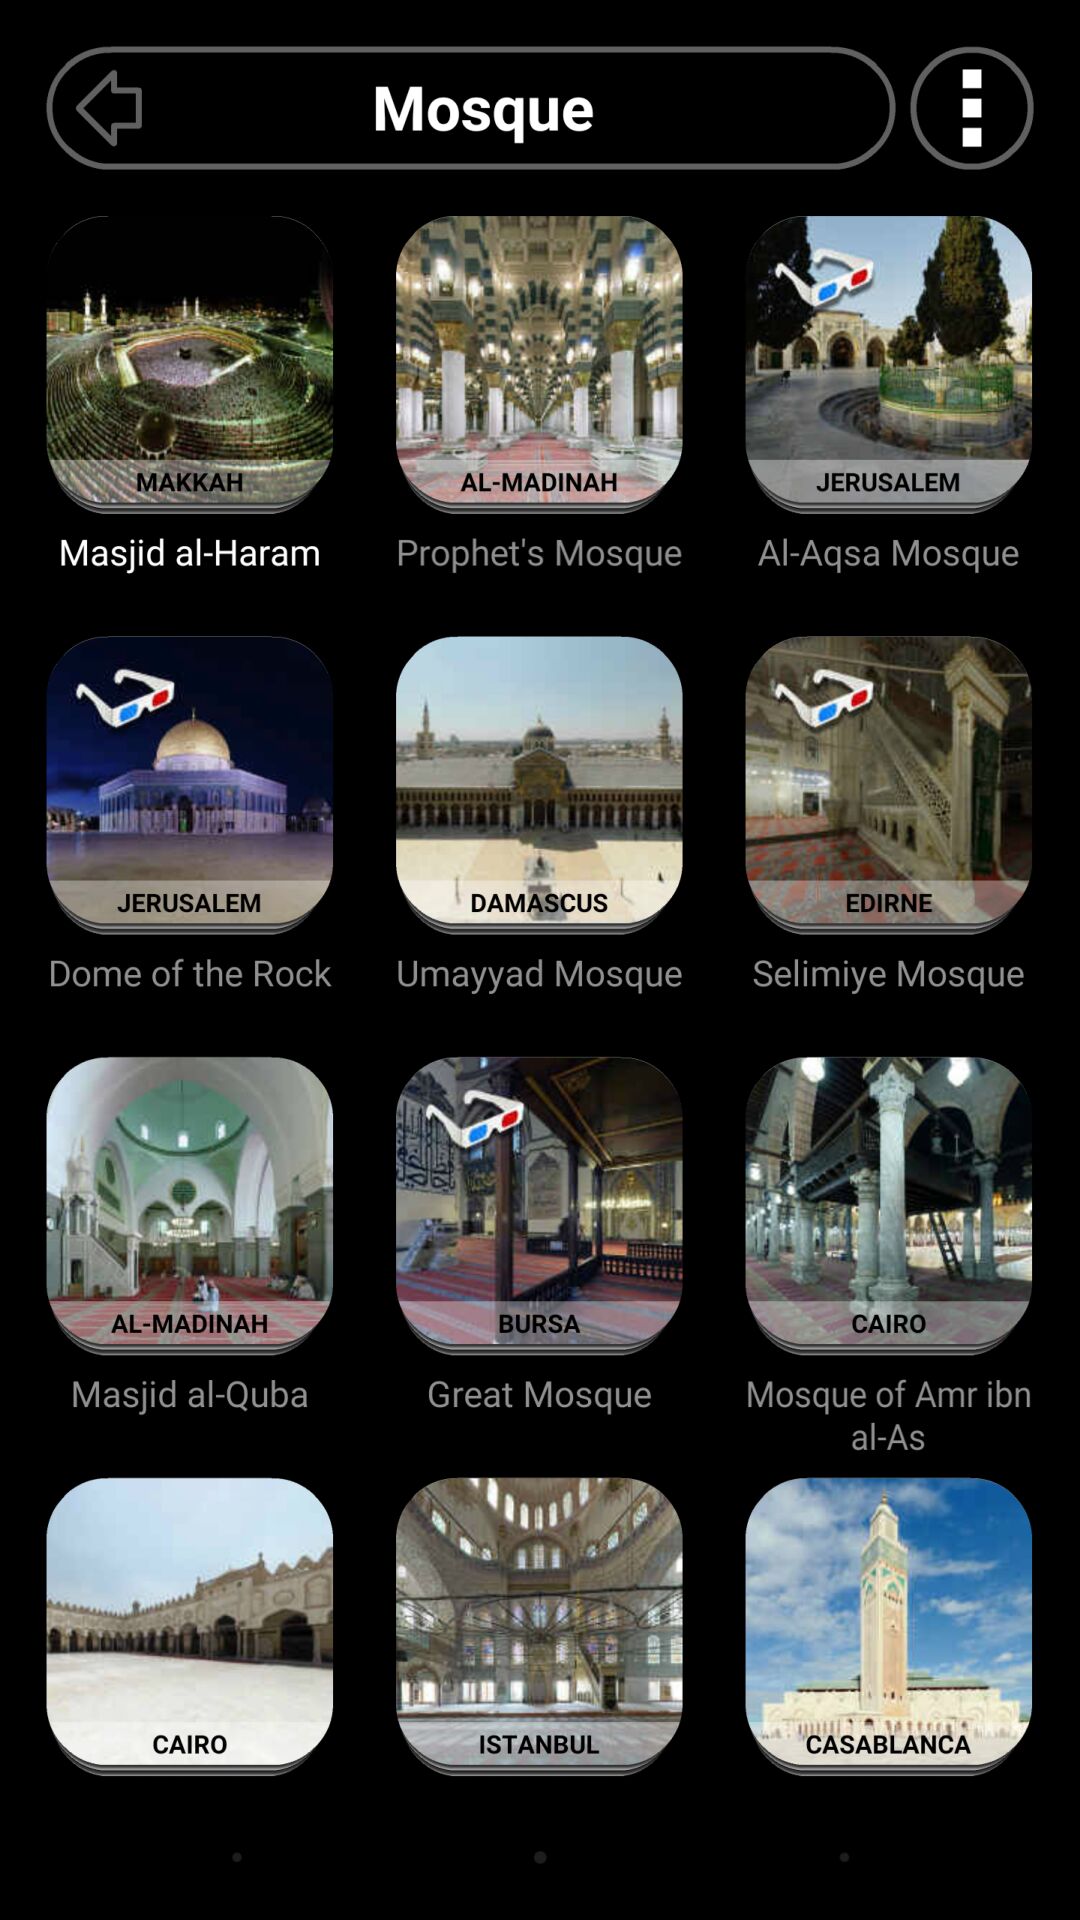 Mosque
MAKKAH
AL-MADINAH
JERUSALEM
Masjid al-Haram
Prophet's Mosque
Al-Aqsa Mosque
JERUSALEM
DAMASCUS
EDIRNE
Dome of the Rock
Umayyad Mosque
Selimiye Mosque
AL-MADINAH
BURSA
CAIRO
Masjid al-Quba
Great Mosque
Mosque of Amr ibn
al-As
CAIRO
ISTANBUL
CASABLANCA